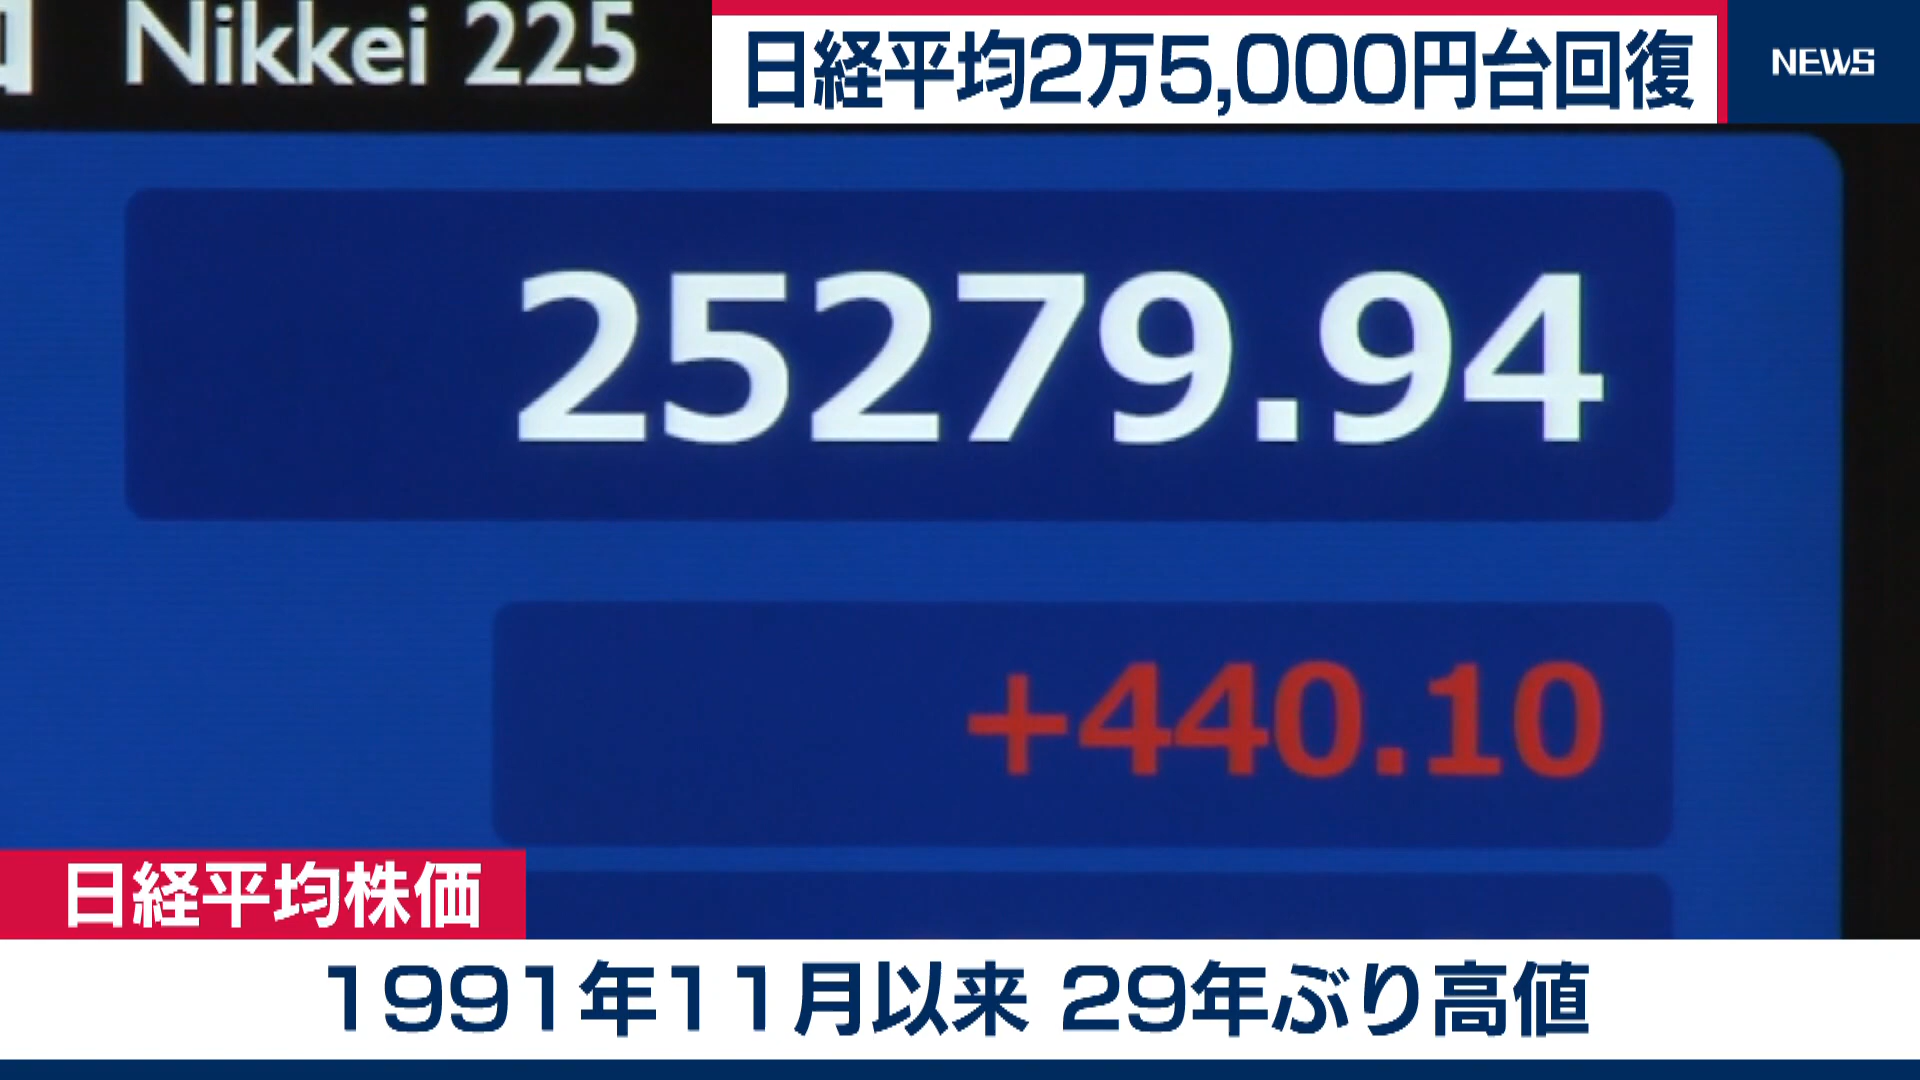 Nikkei 225
日経平均2万5,000円台回復
NEWS
25279.94
+440.10
日経平均株価
1991年11月以来 29年ぶり高値